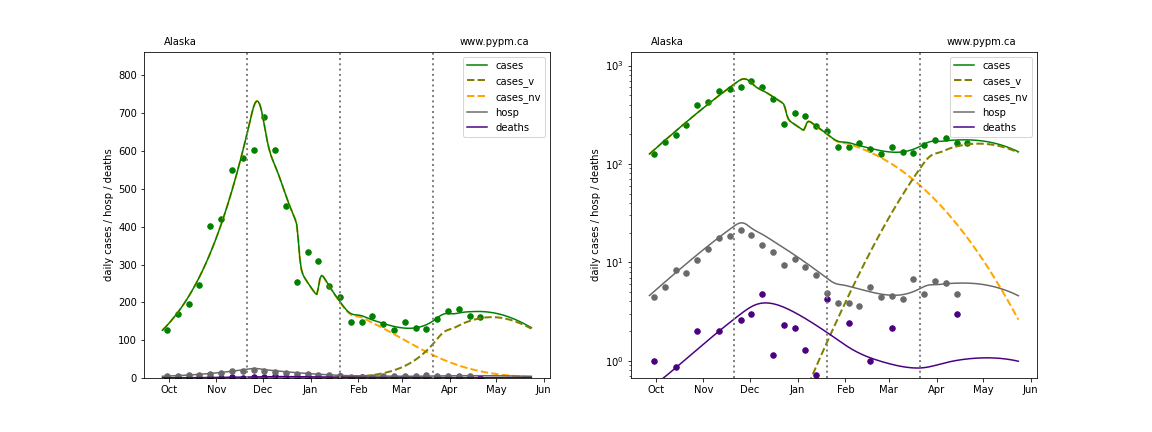 Alaska
www.pypm.ca
daily cases / hosp / deaths
800
700
600
500
400
300
200
100
0
cases
cases_v
cases_nv
hosp
deaths
Oct Nov Dec Jan Feb Mar Apr May Jun
Alaska
www.pypm.ca
daily cases / hosp / deaths
10³
10²
10¹
10⁰
cases
cases_v
cases_nv
hosp
deaths
Oct Nov Dec Jan Feb Mar Apr May Jun